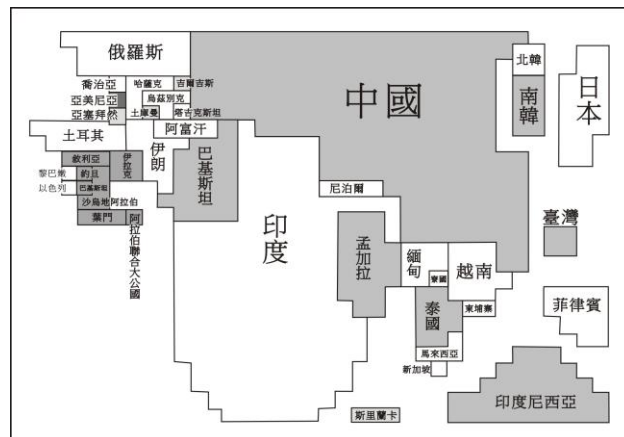 俄羅斯
中國
北韓
日本
南韓
喬治亞
哈薩克
吉爾吉斯
亞美尼亞
烏茲別克
亞塞拜然
土庫曼
塔吉克斯坦
土耳其
阿富汗
敘利亞
伊拉克
伊朗
巴基斯坦
黎巴嫩
約旦
以色列
巴基斯坦
沙烏地阿拉伯
葉門
阿拉伯聯合大公國
印度
尼泊爾
孟加拉
緬甸
寮國
越南
臺灣
泰國
柬埔寨
菲律賓
馬來西亞
新加坡
斯里蘭卡
印度尼西亞